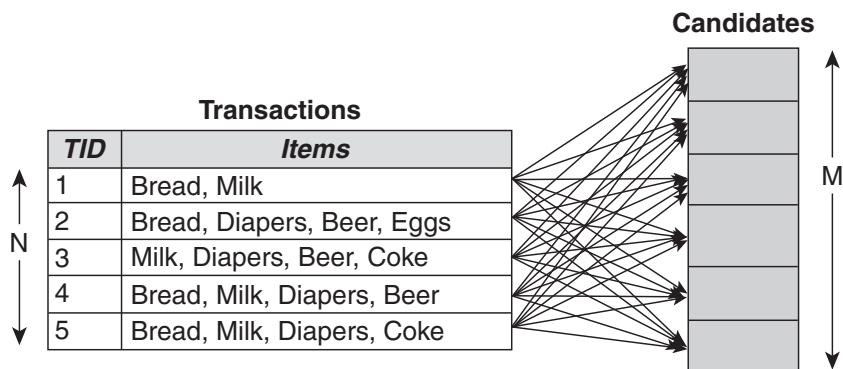 Candidates
Transactions
TID Items
1 Bread, Milk
2 Bread, Diapers, Beer, Eggs
3 Milk, Diapers, Beer, Coke
4 Bread, Milk, Diapers, Beer
5 Bread, Milk, Diapers, Coke
N
M